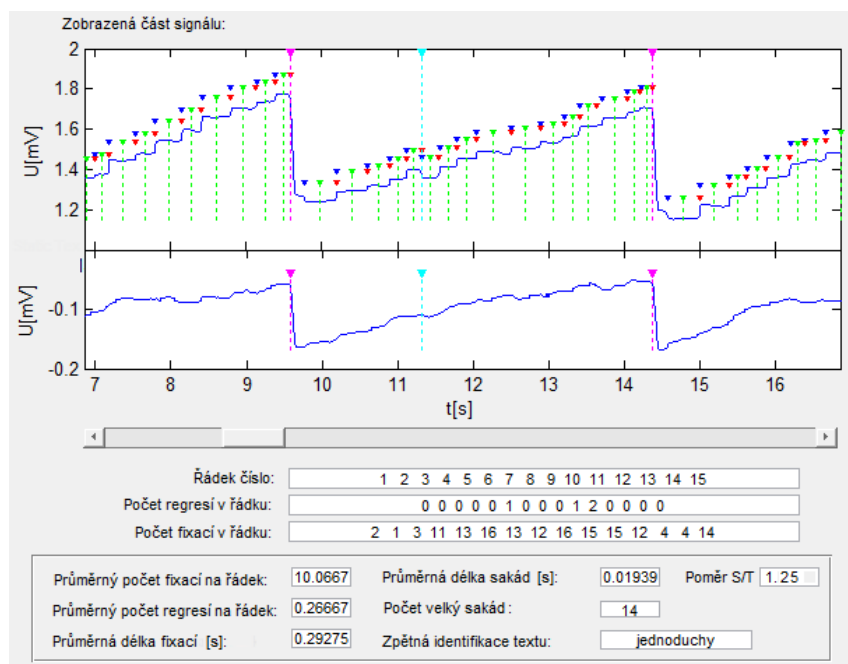 Zobrazená část signálu:
2
1.8
1.6
1.4
1.2
U[mV]
-0.1
-0.2
U[mV]
7 8 9 10 11 12 13 14 15 16
t[s]
Řádek číslo: 1 2 3 4 5 6 7 8 9 10 11 12 13 14 15
Počet regresí v řádku: 0 0 0 0 0 1 0 0 0 1 2 0 0 0 0
Počet fixací v řádku: 2 1 3 11 13 16 13 12 16 15 15 12 4 4 14
Průměrný počet fixací na řádek: 10.0667 Průměrná délka sakád [s]: 0.01939 Poměr S/T 1.25
Průměrný počet regresí na řádek: 0.26667 Počet velký sakád : 14
Průměrná délka fixací [s]: 0.29275 Zpětná identifikace textu: jednoduchy